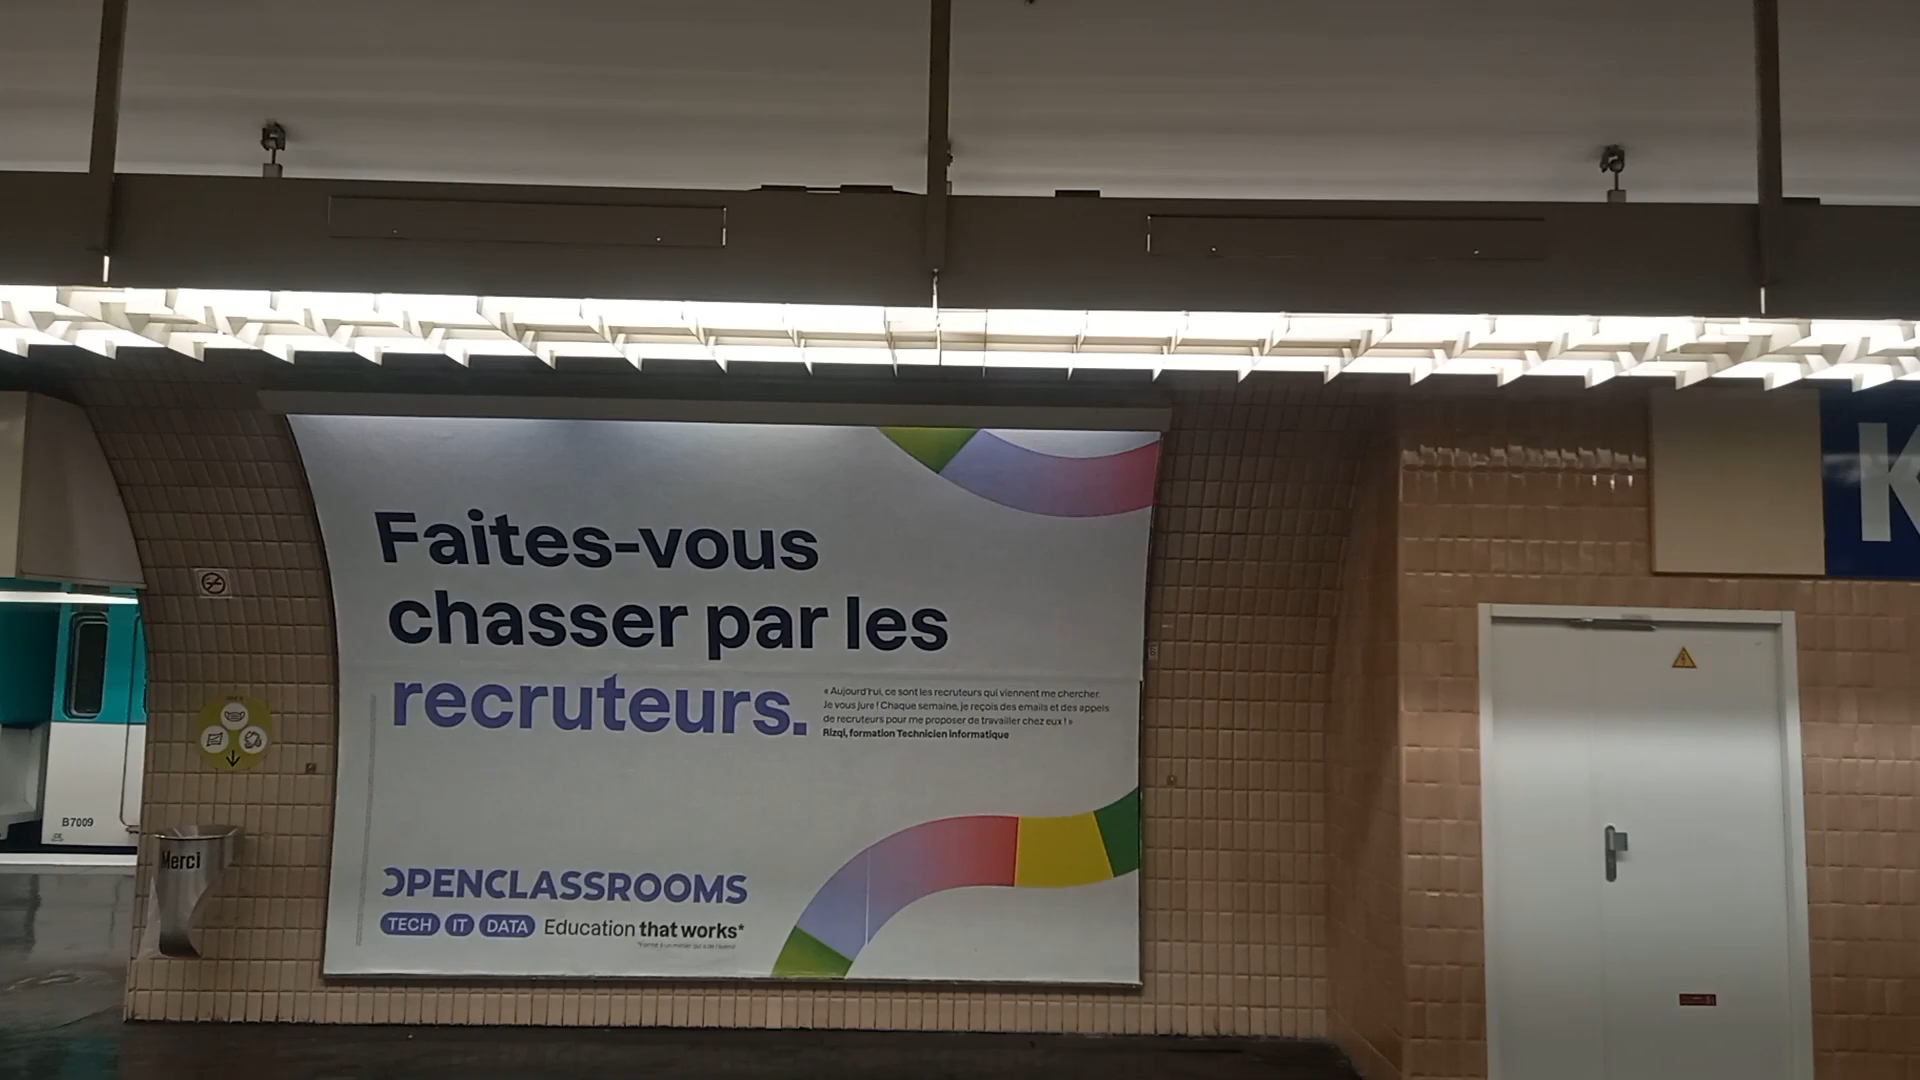 Faites-vous
chasser par les
recruteurs.
« Aujourd'hui, ce sont les recruteurs qui viennent me chercher.
Je vous jure ! Chaque semaine, je reçois des emails et des appels
de recruteurs pour me proposer de travailler chez eux ! »
Rizqi, formation Technicien informatique
OPENCLASSROOMS
TECH IT DATA Education that works*
B7009
Merci
K